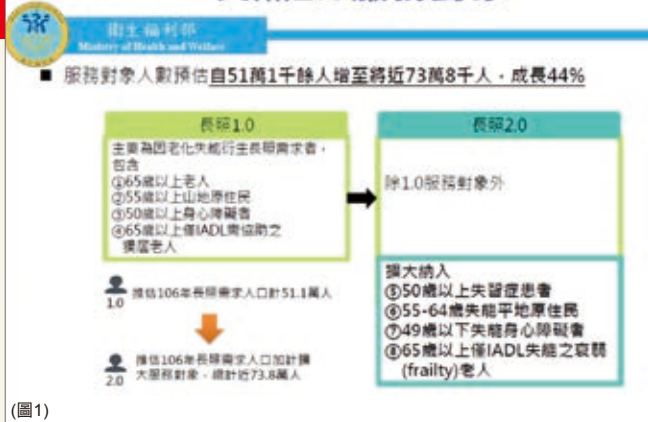 衛生福利部
Ministry of Health and Welfare
■ 服務對象人數預估自51萬1千餘人增至將近73萬8千人，成長44%
長照1.0
主要為因老化失能衍生長照需求者，
包含
①65歲以上老人
②55歲以上山地原住民
③50歲以上身心障礙者
④65歲以上僅IADL需協助之
獨居老人
1.0 推估106年長照需求人口計51.1萬人
2.0 推估106年長照需求人口加計擴
大服務對象，總計近73.8萬人
長照2.0
除1.0服務對象外
擴大納入
⑤50歲以上失智症患者
⑥55-64歲失能平地原住民
⑦49歲以下失能身心障礙者
⑧65歲以上僅IADL失能之衰弱
(frailty)老人
(圖1)